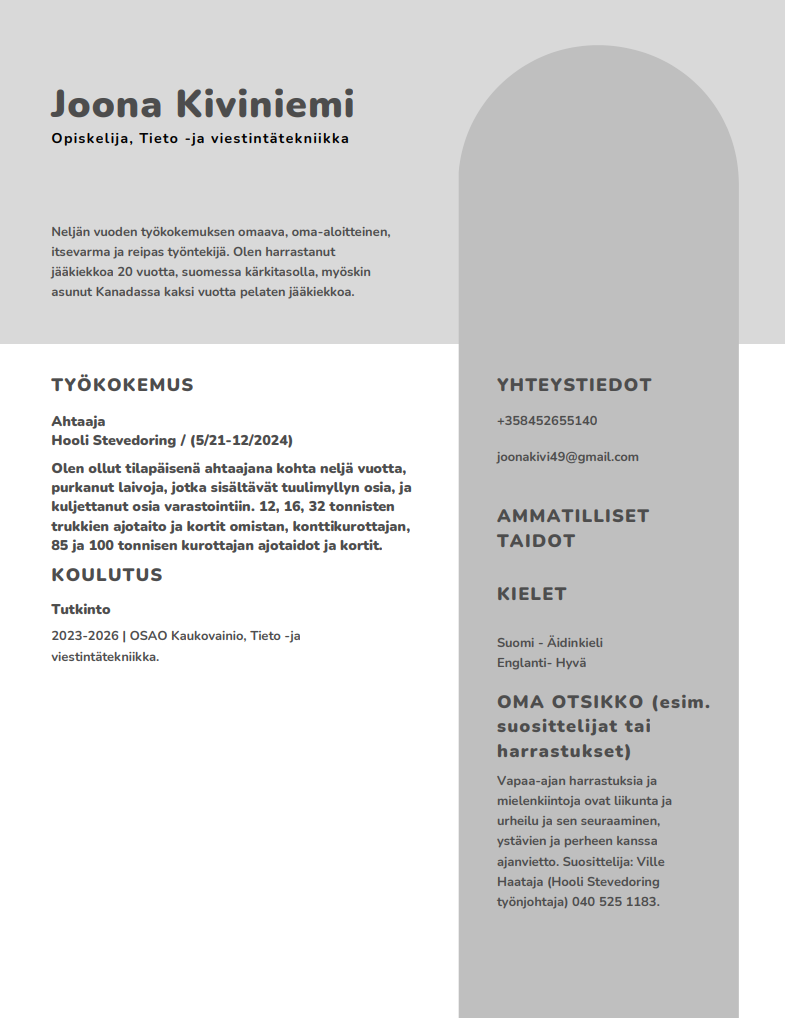 Joona Kiviniemi
Opiskelija, Tieto -ja viestintätekniikka
Neljän vuoden työkokemuksen omaava, oma-aloitteinen,
itsevarma ja reipas työntekijä. Olen harrastanut
jääkiekkoa 20 vuotta, suomessa kärkitasolla, myöskin
asunut Kanadassa kaksi vuotta pelaten jääkiekkoa.
TYÖKOKEMUS
Ahtaaja
Hooli Stevedoring / (5/21-12/2024)
Olen ollut tilapäisenä ahtaajana kohta neljä vuotta,
purkanut laivoja, jotka sisältävät tuulimyllyn osia, ja
kuljettanut osia varastointiin. 12, 16, 32 tonnisten
trukkien ajotaito ja kortit omistan, konttikurottajan,
85 ja 100 tonnisen kurottajan ajotaidot ja kortit.
KOULUTUS
Tutkinto
2023-2026 | OSAO Kaukovainio, Tieto -ja
viestintätekniikka.
YHTEYSTIEDOT
+358452655140
joonakivi49@gmail.com
AMMATILLISET
TAIDOT
KIELET
Suomi - Äidinkieli
Englanti- Hyvä
OMA OTSIKKO (esim.
suosittelijat tai
harrastukset)
Vapaa-ajan harrastuksia ja
mielenkiintoja ovat liikunta ja
urheilu ja sen seuraaminen,
ystävien ja perheen kanssa
ajanvietto. Suosittelija: Ville
Haataja (Hooli Stevedoring
työnjohtaja) 040 525 1183.